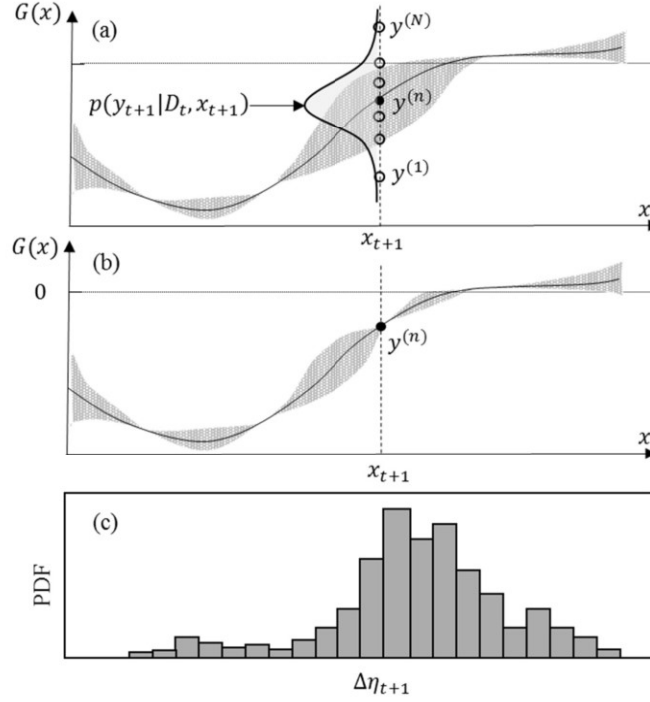 G(x)
(a)
y^(N)
p(y_{t+1}|D_t, x_{t+1})
y^(n)
y^(1)
x
x_{t+1}
G(x)
(b)
0
y^(n)
x
x_{t+1}
(c)
PDF
Δη_{t+1}